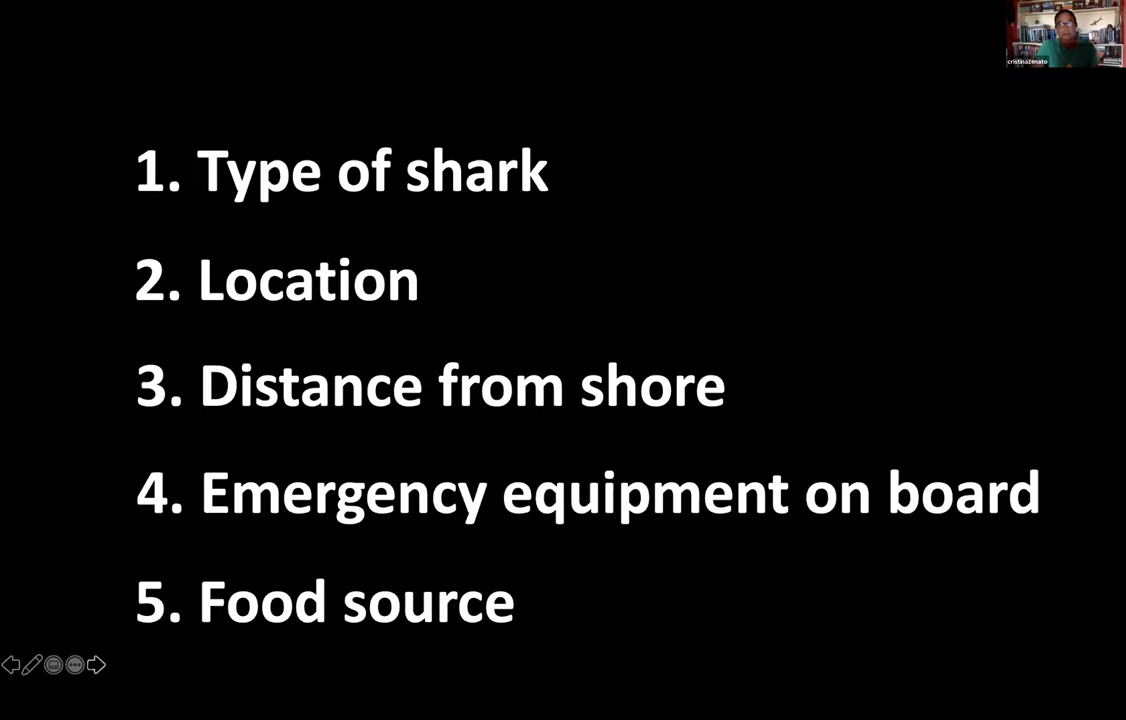 cristinazenato
1. Type of shark
2. Location
3. Distance from shore
4. Emergency equipment on board
5. Food source